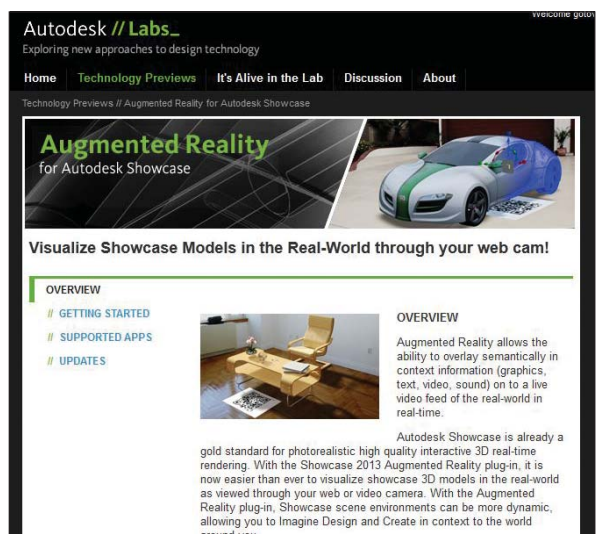 Welcome
Autodesk // Labs_
Exploring new approaches to design technology
Home Technology Previews It's Alive in the Lab Discussion About
Technology Previews // Augmented Reality for Autodesk Showcase
Augmented Reality
for Autodesk Showcase
Visualize Showcase Models in the Real-World through your web cam!
OVERVIEW
// GETTING STARTED
// SUPPORTED APPS
// UPDATES
OVERVIEW
Augmented Reality allows the
ability to overlay semantically in
context information (graphics,
text, video, sound) on to a live
video feed of the real-world in
real-time.
Autodesk Showcase is already a
gold standard for photorealistic high quality interactive 3D real-time
rendering. With the Showcase 2013 Augmented Reality plug-in, it is
now easier than ever to visualize showcase 3D models in the real-world
as viewed through your web or video camera. With the Augmented
Reality plug-in, Showcase scene environments can be more dynamic,
allowing you to Imagine Design and Create in context to the world
around you